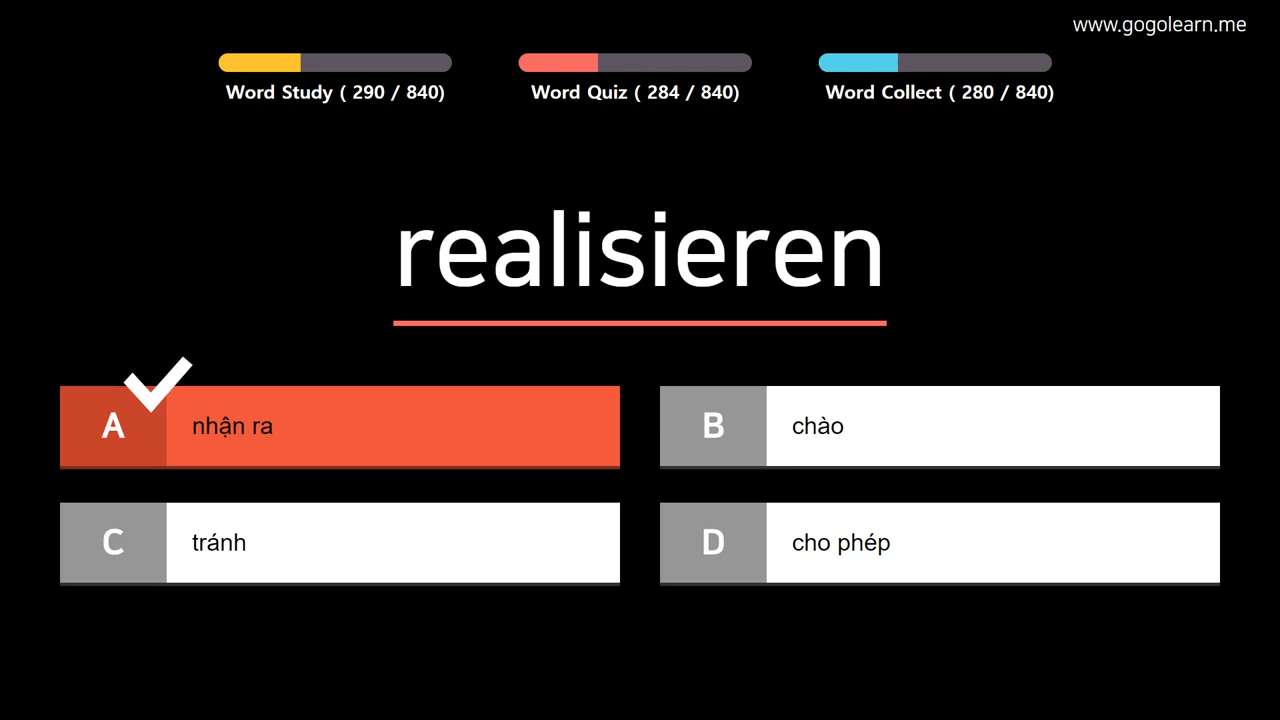 www.gogolearn.me
Word Study ( 290 / 840)
Word Quiz ( 284 / 840)
Word Collect ( 280 / 840)
realisieren
A nhận ra
B chào
C tránh
D cho phép